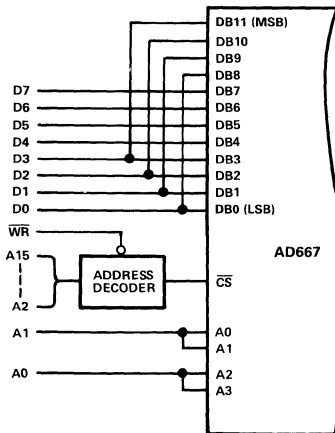 DB11 (MSB)
DB10
DB9
DB8
D7 DB7
D6 DB6
D5 DB5
D4 DB4
D3 DB3
D2 DB2
D1 DB1
D0 DB0 (LSB)
WR
AD667
A15
ADDRESS
DECODER
CS
A2
A1 A0
A1
A0 A2
A3